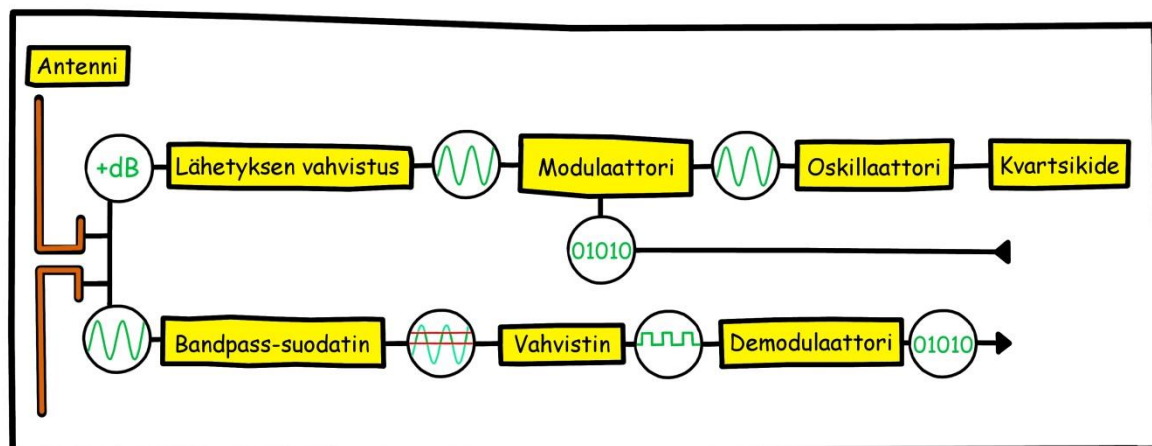 Antenni
+dB
Lähetyksen vahvistus
Modulaattori
Oskillaattori
Kvartsikide
01010
Bandpass-suodatin
Vahvistin
Demodulaattori
01010